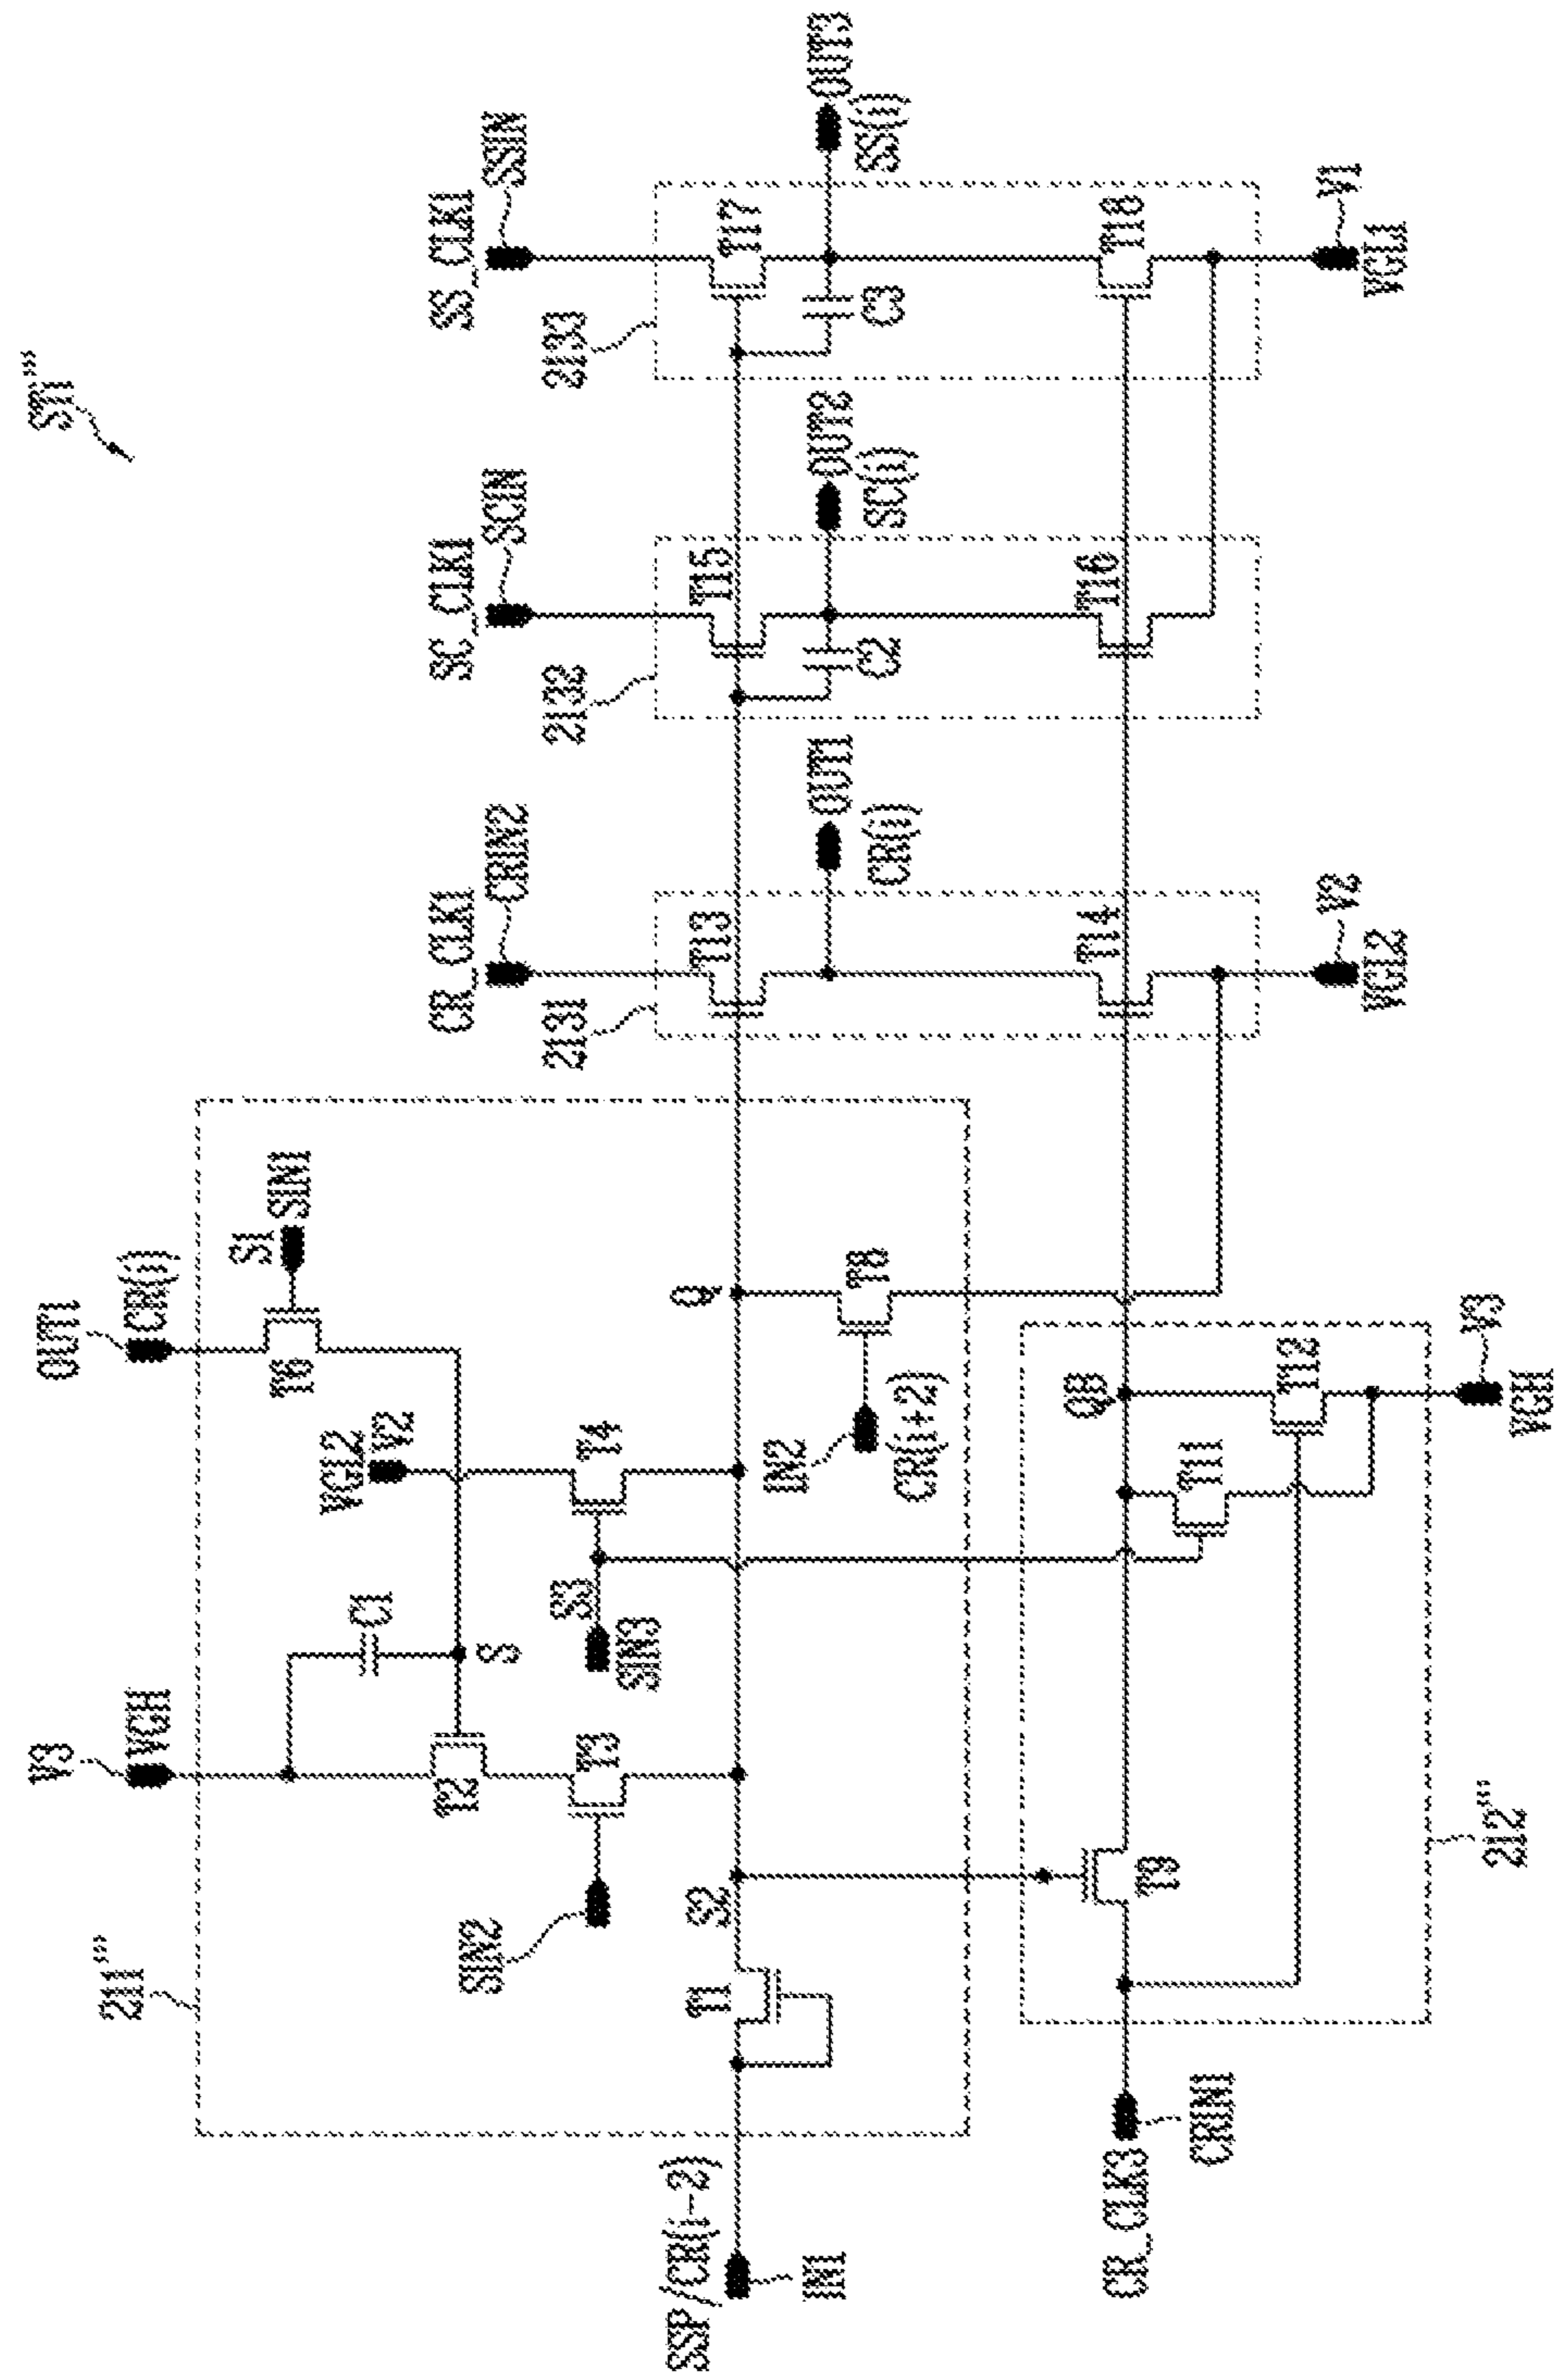 STi'''
V3
VGH
OUT1
CR(i)
211'''
S1
SIN1
C1
T6
VGL2
V2
T2
S
SIN2
T3
S3
SIN3
T4
CR_CLK1
CRIN2
SC_CLK1
SCIN
SS_CLK1
SSIN
2131
2132
2133
SSP/CR(i-2)
IN1
T1
S2
Q
T13
T15
T17
IN2
CR(i+2)
T8
OUT1
CR(i)
C2
OUT2
SC(i)
C3
OUT3
SS(i)
CR_CLK3
CRIN1
T9
QB
T11
T12
T14
T16
T18
V2
VGL2
V1
VGL1
212'''
V3
VGH